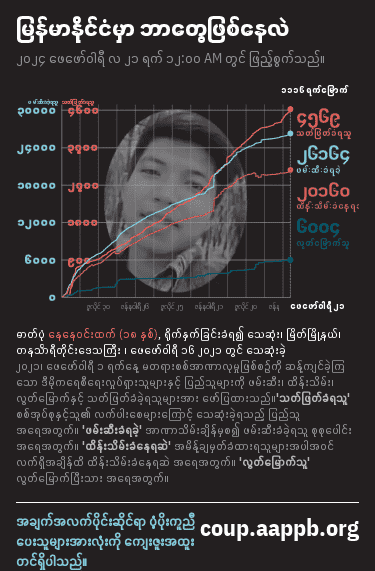 မြန်မာနိုင်ငံမှာ ဘာတွေဖြစ်နေလဲ
၂၀၂၄ ဖေဖော်ဝါရီ လ ၂၁ ရက် ၁၂:၀၀ AM တွင် ဖြည့်စွက်သည်။
၁၁၁၆ ရက်မြောက်
၃၀၀၀၀ ၄၅၀၀
၄၅၆၉
သတ်ဖြတ်ခံရသူ
၂၄၀၀၀
၂၆၁၆၄
ဖမ်းဆီးခံရခဲ့
၁၈၀၀၀
၂၀၁၆၀
ထိန်းသိမ်းခံနေရဆဲ
၁၂၀၀၀ ၁၈၀၀
၆၀၀၄
လွတ်မြောက်သူ
၆၀၀၀ ၉၀၀
၀
ဖေဖော်ဝါရီ ၂၁
ဓာတ်ပုံ နေနေဝင်းထက် (၁၈ နှစ်), ရိုက်နှက်ခြင်းခံရ၍ သေဆုံး၊ မြိတ်မြို့နယ်၊
တနင်္သာရီတိုင်းဒေသကြီး ၊ ဖေဖော်ဝါရီ ၁၆ ၂၀၂၁ တွင် သေဆုံးခဲ့
၂၀၂၁၊ ဖေဖော်ဝါရီ ၁ ရက်နေ့ မတရားစစ်အာဏာလုမှုဖြစ်စဉ်ကို ဆန့်ကျင်ခဲ့ကြ
သော ဒီမိုကရေစီရေးလှုပ်ရှားသူများနှင့် ပြည်သူများကို ဖမ်းဆီး၊ ထိန်းသိမ်း၊
လွတ်မြောက်နှင့် သတ်ဖြတ်ခံခဲ့ရသူများအား ဖော်ပြထားသည်။'သတ်ဖြတ်ခံရသူ'
စစ်အုပ်စုနှင့်သူ၏ လက်ပါးစေများကြောင့် သေဆုံးခဲ့ရသည့် ပြည်သူ
အရေအတွက်။ 'ဖမ်းဆီးခံရခဲ့' အာဏာသိမ်းချိန်မှစ၍ ဖမ်းဆီးခံခဲ့ရသူ စုစုပေါင်း
အရေအတွက်။ 'ထိန်းသိမ်းခံနေရဆဲ' အမိန့်ချမှတ်ခံထားရသူများအပါအဝင်
လက်ရှိအချိန်ထိ ထိန်းသိမ်းခံနေရဆဲ အရေအတွက်။ 'လွတ်မြောက်သူ'
လွတ်မြောက်ပြီးသား အရေအတွက်။
အချက်အလက်ပိုင်းဆိုင်ရာ ပံ့ပိုးကူညီ
ပေးသူများအားလုံးကို ကျေးဇူးအထူး
တင်ရှိပါသည်။
coup.aappb.org